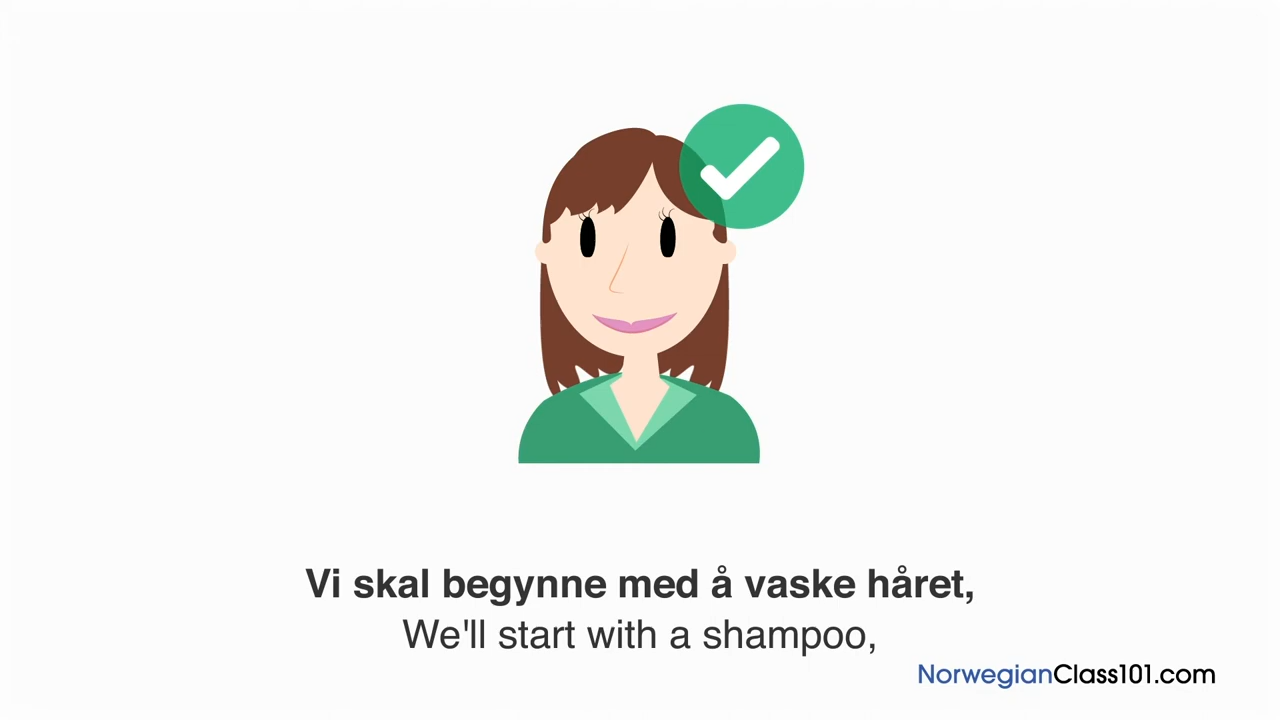 Vi skal begynne med å vaske håret,
We'll start with a shampoo,
NorwegianClass101.com